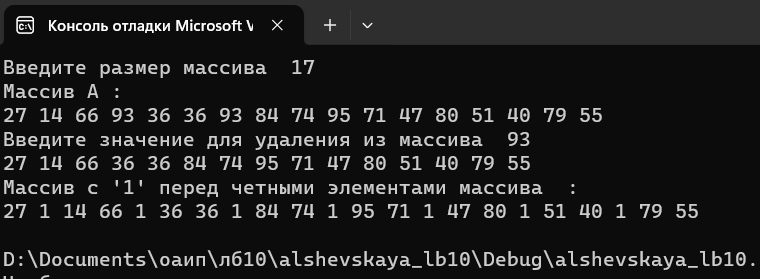 Консоль отладки Microsoft V
Введите размер массива 17
Массив A :
27 14 66 93 36 36 93 84 74 95 71 47 80 51 40 79 55
Введите значение для удаления из массива 93
27 14 66 36 36 84 74 95 71 47 80 51 40 79 55
Массив с '1' перед четными элементами массива :
27 1 14 66 1 36 36 1 84 74 1 95 71 1 47 80 1 51 40 1 79 55
D:\Documents\оаип\лб10\alshevskaya_lb10\Debug\alshevskaya_lb10.